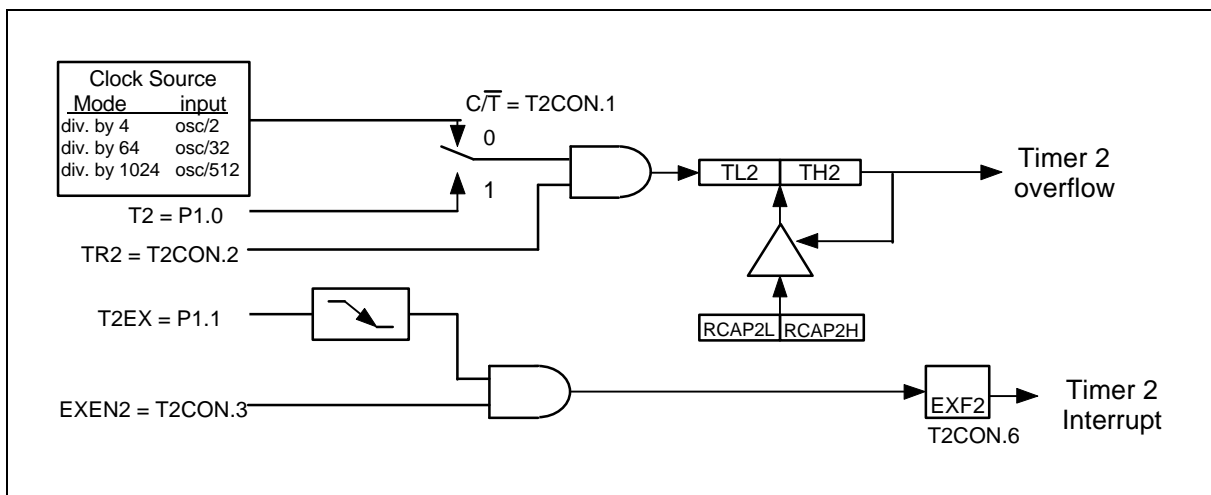 Clock Source
Mode input
div. by 4 osc/2
div. by 64 osc/32
div. by 1024 osc/512
C/T̅ = T2CON.1
0
1
T2 = P1.0
TR2 = T2CON.2
TL2 TH2
Timer 2
overflow
T2EX = P1.1
RCAP2L RCAP2H
EXEN2 = T2CON.3
EXF2
T2CON.6
Timer 2
Interrupt